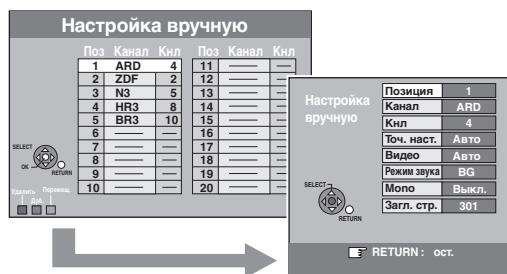 Настройка вручную
Поз Канал Кнл Поз Канал Кнл
1 ARD 4 11 — —
2 ZDF 2 12 — —
3 N3 5 13 — —
4 HR3 8 14 — —
5 BR3 10 15 — —
6 — — 16 — —
7 — — 17 — —
8 — — 18 — —
9 — — 19 — —
10 — — 20 — —
SELECT
OK
RETURN
Удалить Доб. Перемещ.
Настройка вручную
Позиция 1
Канал ARD
Кнл 4
Точ. наст. Авто
Видео Авто
Режим звука BG
Моno Выкл.
Загл. стр. 301
SELECT
RETURN
RETURN : ост.